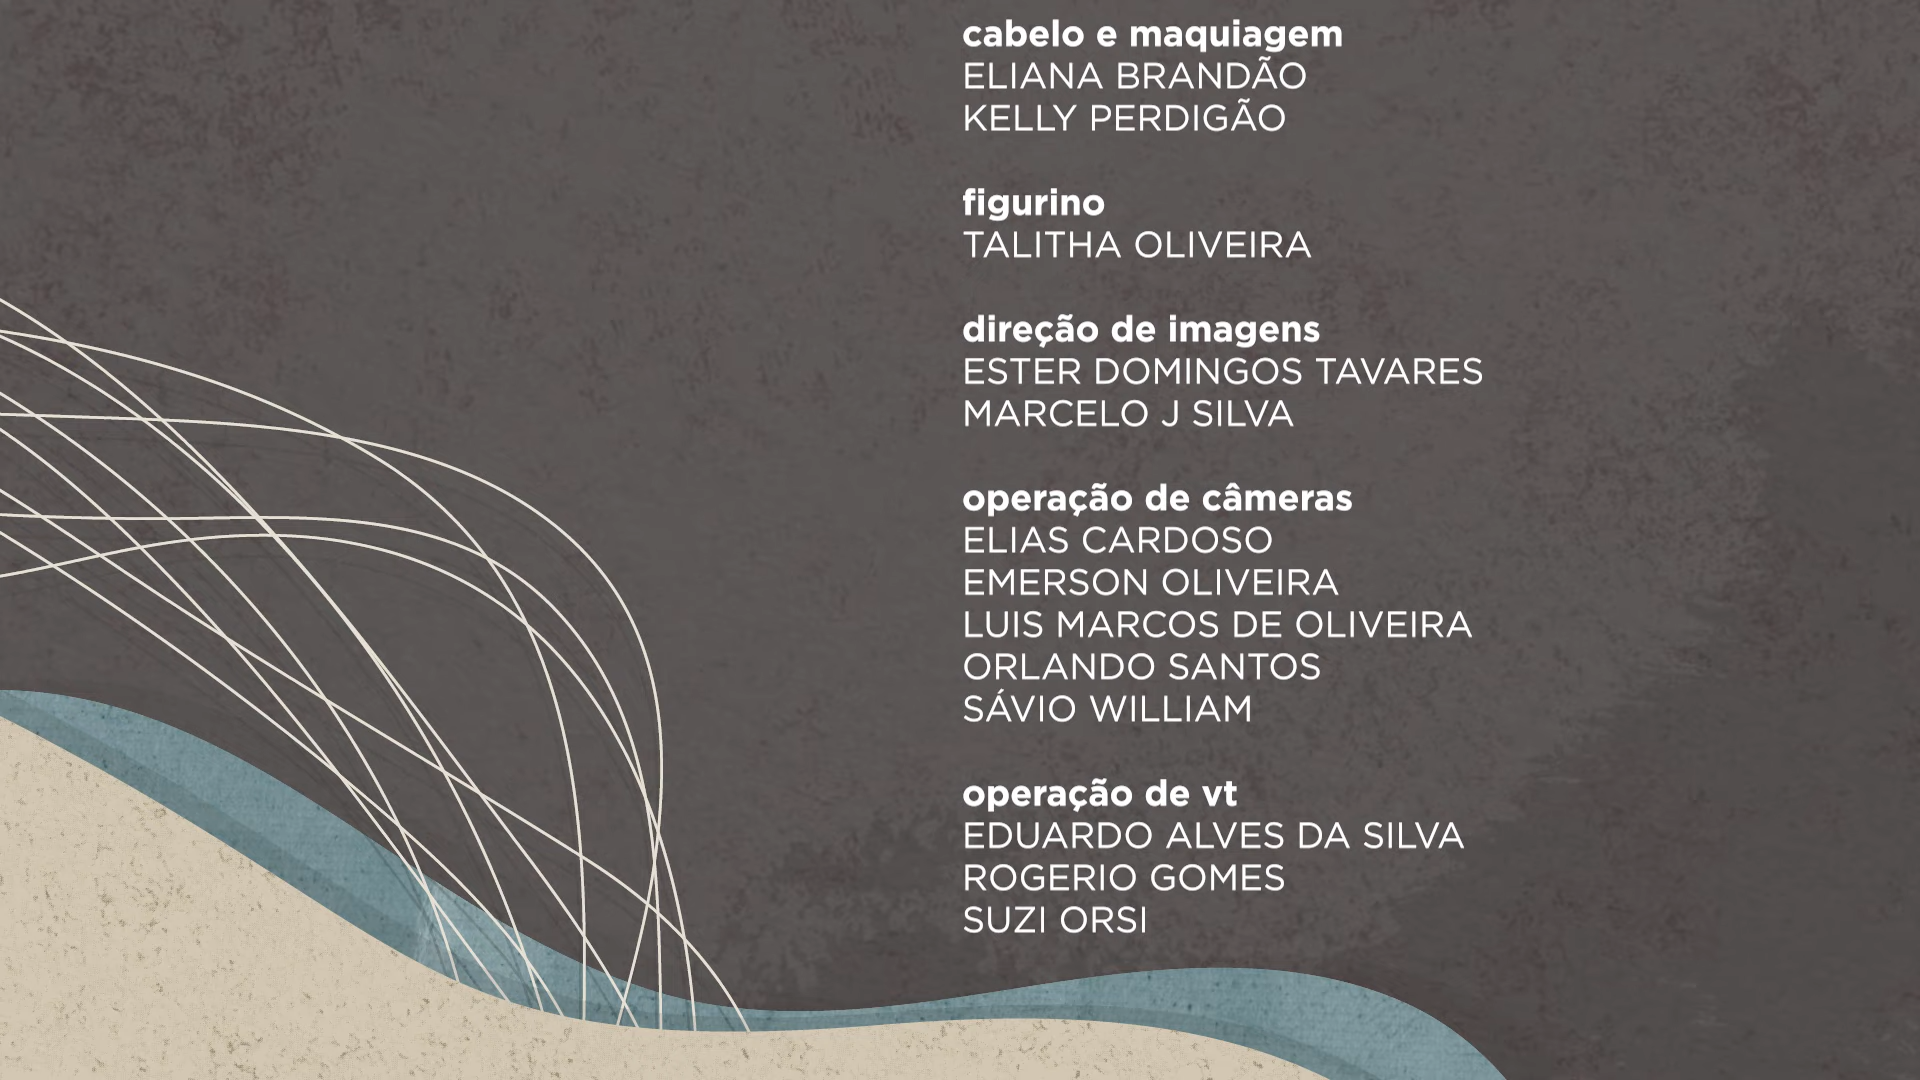 cabelo e maquiagem
ELIANA BRANDÃO
KELLY PERDIGÃO
figurino
TALITHA OLIVEIRA
direção de imagens
ESTER DOMINGOS TAVARES
MARCELO J SILVA
operação de câmeras
ELIAS CARDOSO
EMERSON OLIVEIRA
LUIS MARCOS DE OLIVEIRA
ORLANDO SANTOS
SÁVIO WILLIAM
operação de vt
EDUARDO ALVES DA SILVA
ROGERIO GOMES
SUZI ORSI